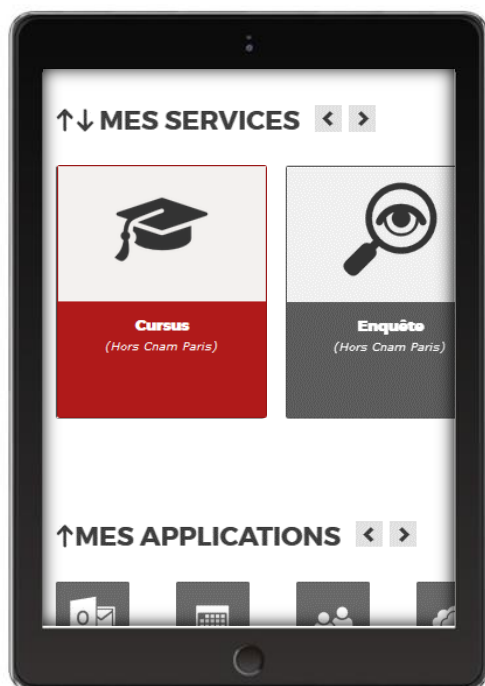 ↑↓ MES SERVICES < >
Cursus
(Hors Cnam Paris)
Enquête
(Hors Cnam Paris)
↑MES APPLICATIONS < >